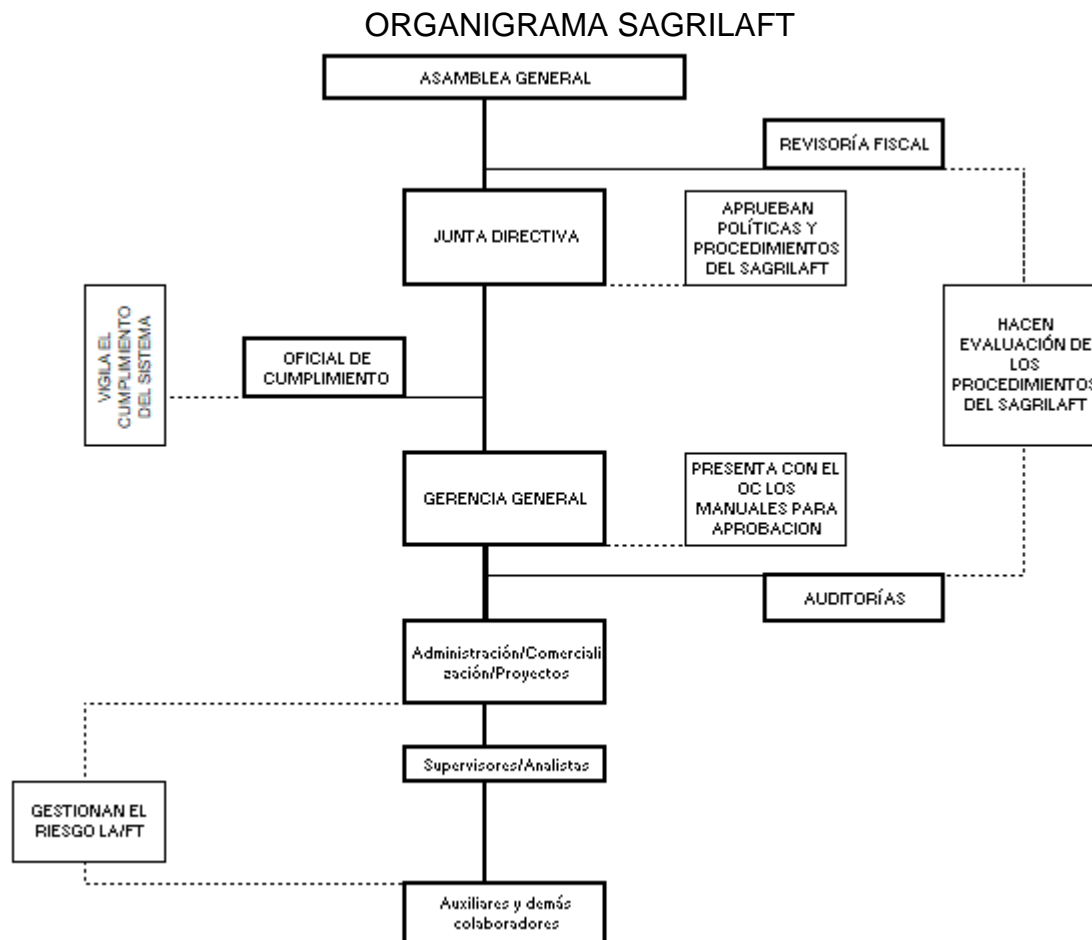 ORGANIGRAMA SAGRILAFT
ASAMBLEA GENERAL
REVISORÍA FISCAL
JUNTA DIRECTIVA
APRUEBAN
POLÍTICAS Y
PROCEDIMIENTOS
DEL SAGRILAFT
VIGILA EL
CUMPLIMIENTO
DEL SISTEMA
OFICIAL DE
CUMPLIMIENTO
HACEN
EVALUACIÓN DE
LOS
PROCEDIMIENTOS
DEL SAGRILAFT
GERENCIA GENERAL
PRESENTA CON EL
OC LOS
MANUALES PARA
APROBACION
AUDITORÍAS
Administración/Comerciali
zación/Proyectos
Supervisores/Analistas
GESTIONAN EL
RIESGO LA/FT
Auxiliares y demás
colaboradores